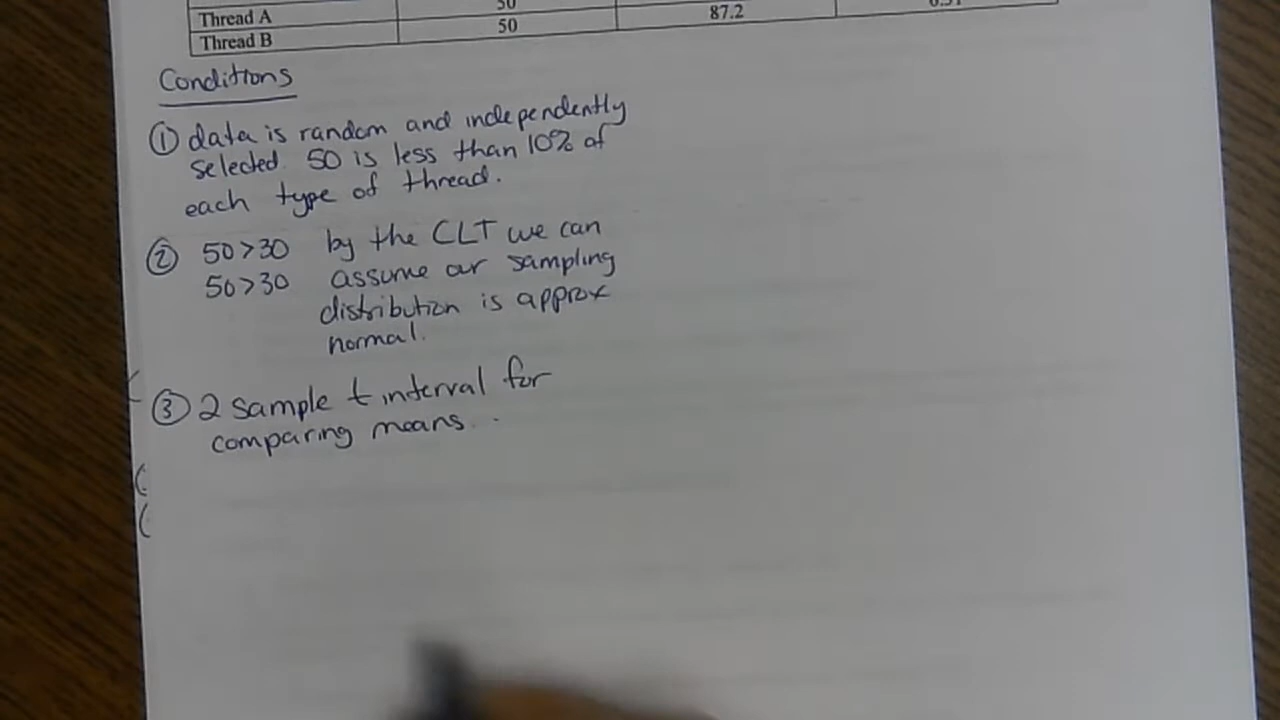 Thread A 50
Thread B 50 87.2
Conditions
① data is random and independently
selected. 50 is less than 10% of
each type of thread.
② 50>30 by the CLT we can
50>30 assume our sampling
distribution is approx
normal.
③ 2 sample t interval for
comparing means.